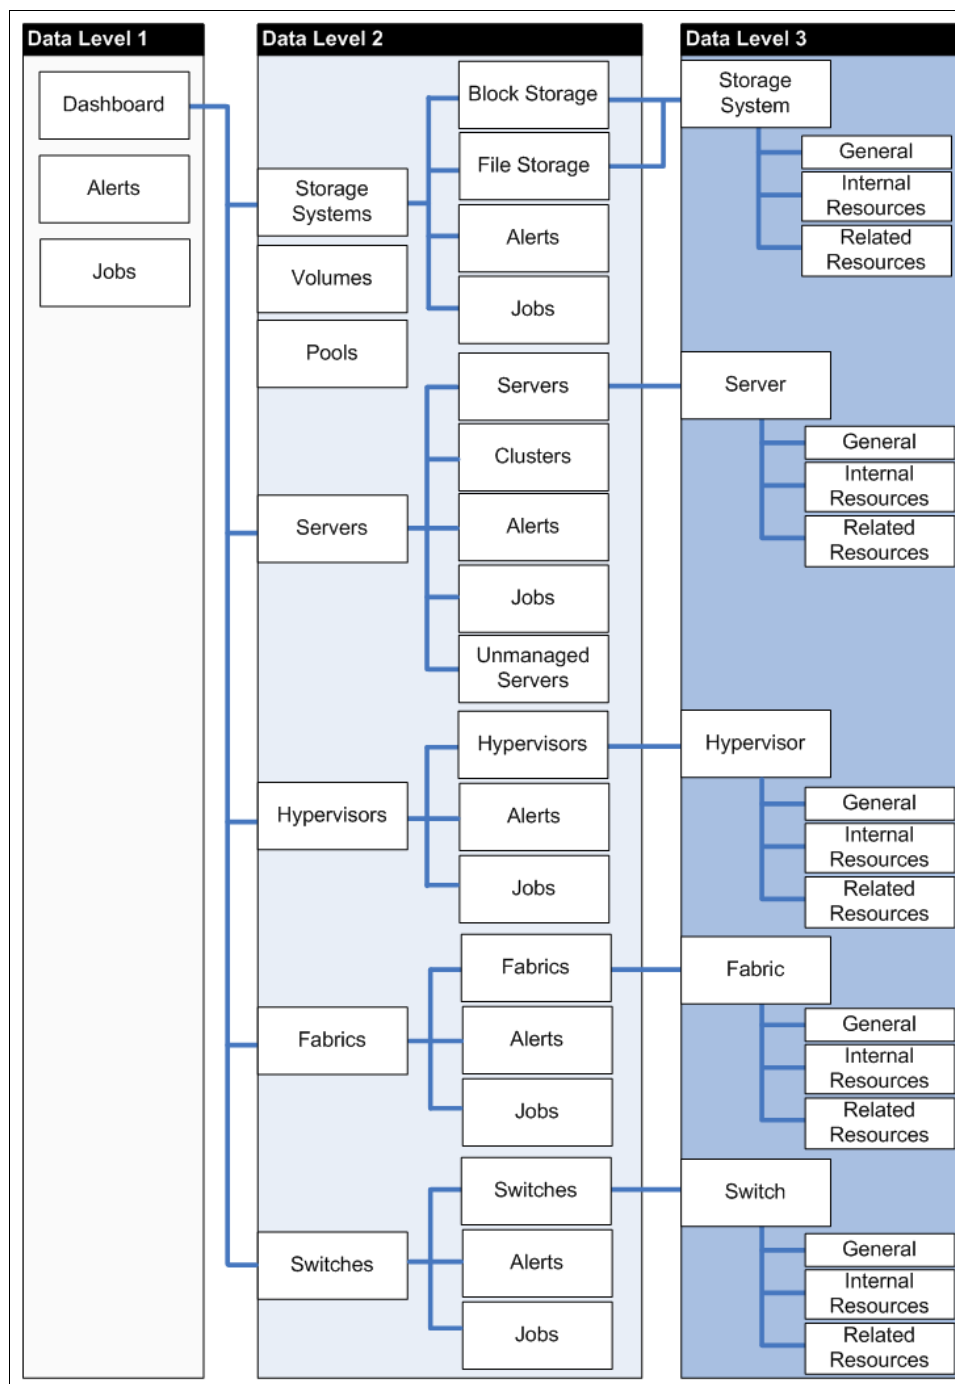 Data Level 1
Dashboard
Alerts
Jobs
Data Level 2
Storage
Systems
Volumes
Pools
Servers
Hypervisors
Fabrics
Switches
Block Storage
File Storage
Alerts
Jobs
Servers
Clusters
Alerts
Jobs
Unmanaged
Servers
Hypervisors
Alerts
Jobs
Fabrics
Alerts
Jobs
Switches
Alerts
Jobs
Data Level 3
Storage
System
General
Internal
Resources
Related
Resources
Server
General
Internal
Resources
Related
Resources
Hypervisor
General
Internal
Resources
Related
Resources
Fabric
General
Internal
Resources
Related
Resources
Switch
General
Internal
Resources
Related
Resources